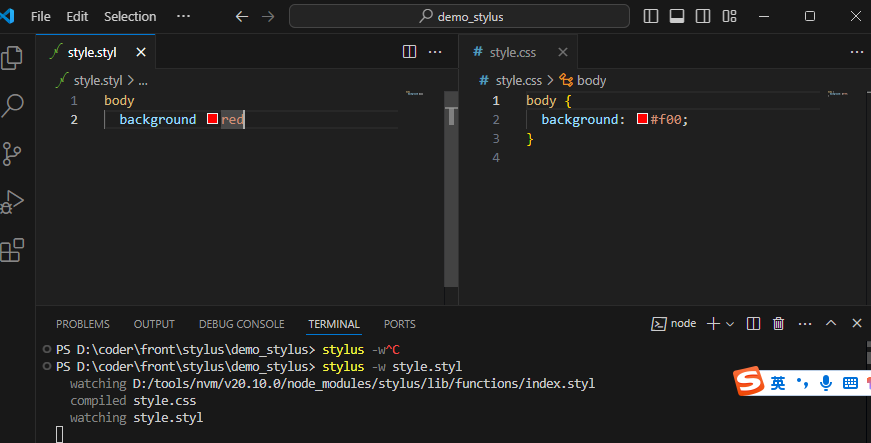 File Edit Selection ··· demo_stylus
style.styl
style.css
style.styl > ...
style.css > body
1 body
2 background red
1 body {
2 background: #f00;
3 }
4
PROBLEMS OUTPUT DEBUG CONSOLE TERMINAL PORTS node
PS D:\coder\front\stylus\demo_stylus> stylus -w^C
PS D:\coder\front\stylus\demo_stylus> stylus -w style.styl
watching D:/tools/nvm/v20.10.0/node_modules/stylus/lib/functions/index.styl
compiled style.css
watching style.styl
S 英